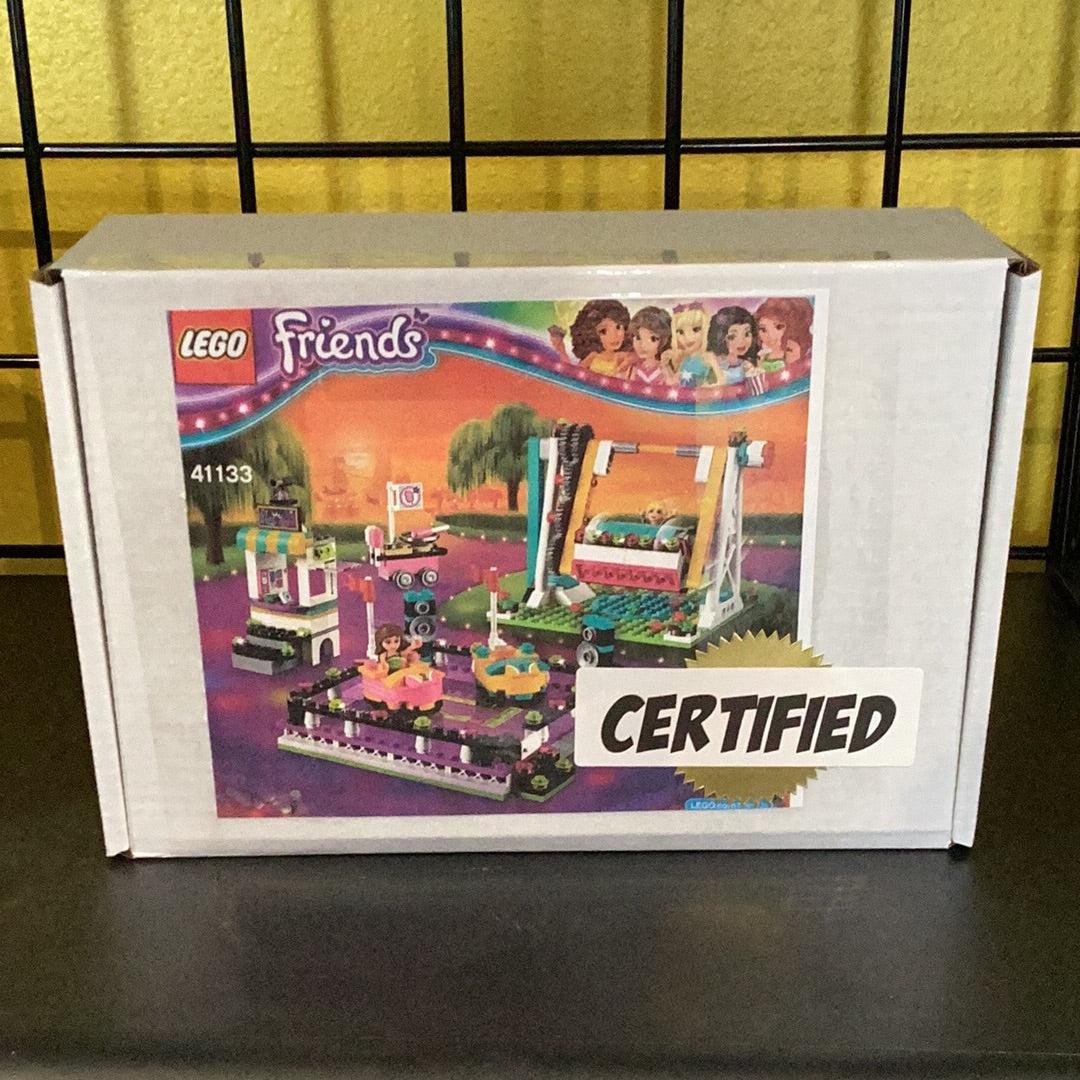 LEGO
friends
41133
CERTIFIED